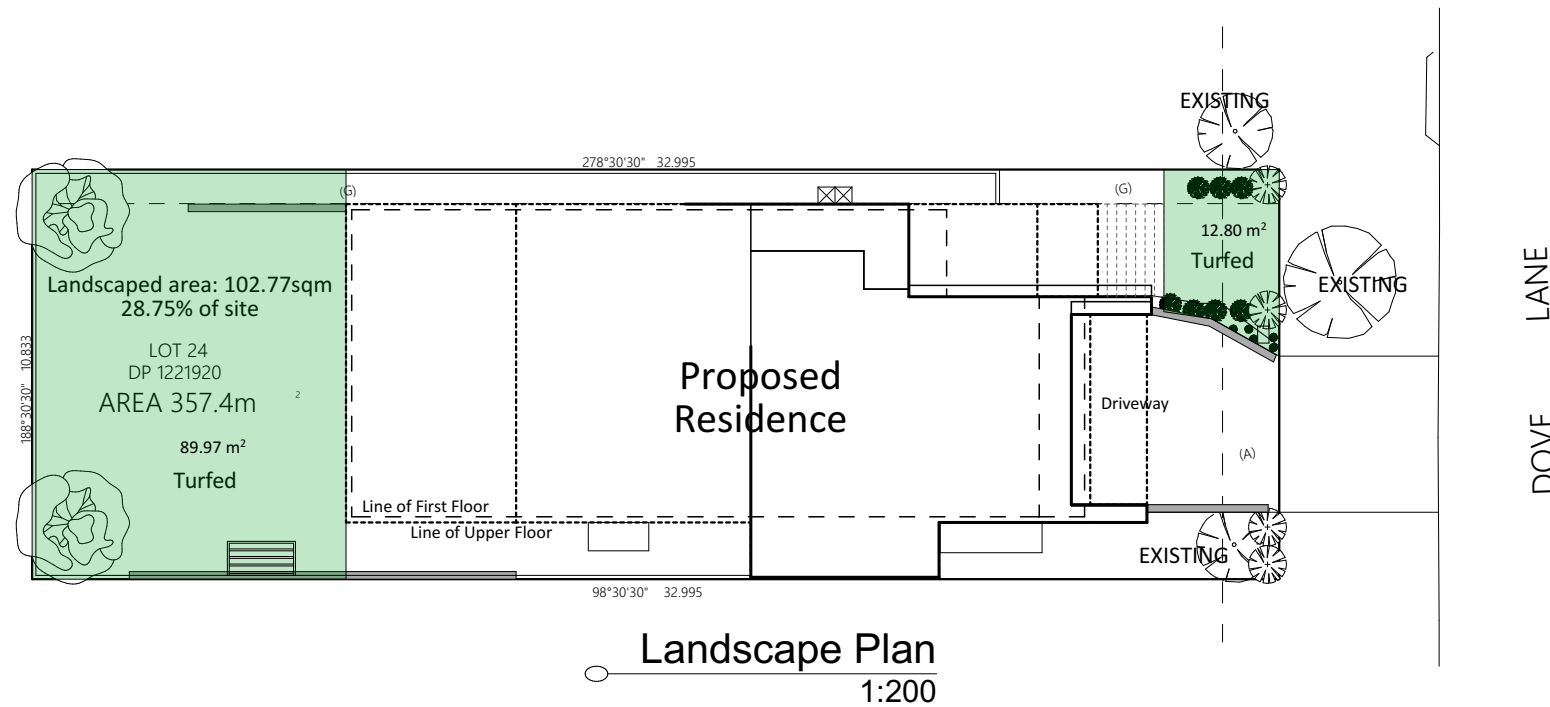 EXISTING
278°30'30" 32.995
(G)
(G)
12.80 m²
Turfed
EXISTING
LANE
DOVE
Landscaped area: 102.77sqm
28.75% of site
LOT 24
DP 1221920
AREA 357.4m 2
188°30'30" 10.833
89.97 m²
Turfed
Proposed
Residence
Driveway
(A)
Line of First Floor
Line of Upper Floor
EXISTING
98°30'30" 32.995
Landscape Plan
1:200